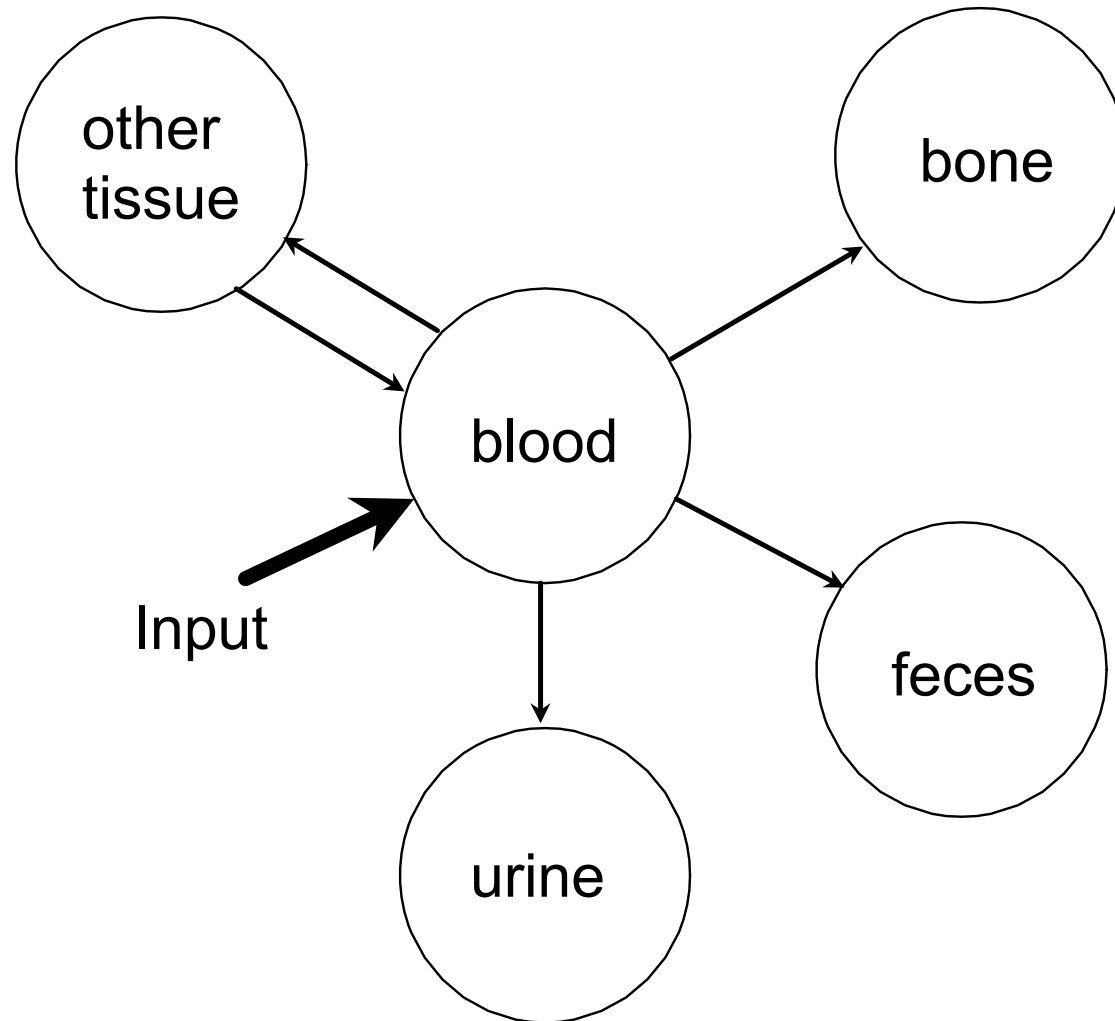 other
tissue
bone
blood
Input
feces
urine